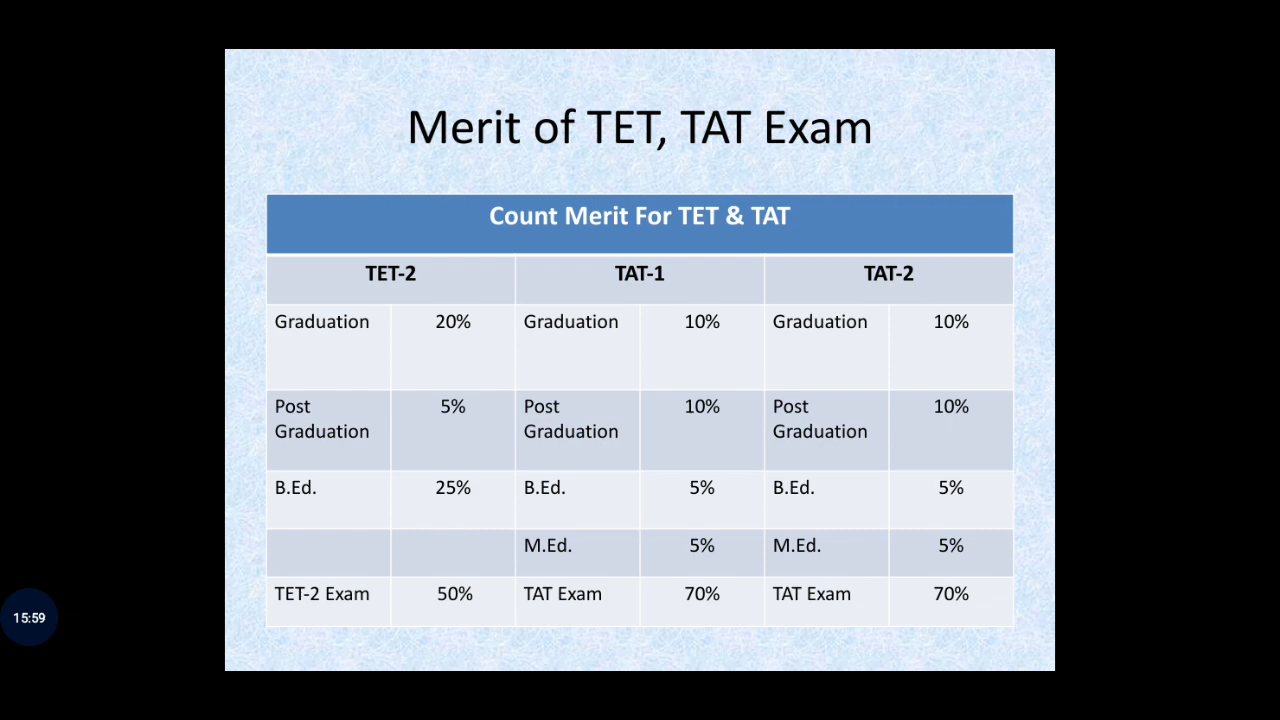 Merit of TET, TAT Exam
Count Merit For TET & TAT
TET-2 TAT-1 TAT-2
Graduation 20% Graduation 10% Graduation 10%
Post 5% Post 10% Post 10%
Graduation Graduation Graduation
B.Ed. 25% B.Ed. 5% B.Ed. 5%
M.Ed. 5% M.Ed. 5%
TET-2 Exam 50% TAT Exam 70% TAT Exam 70%
15:59